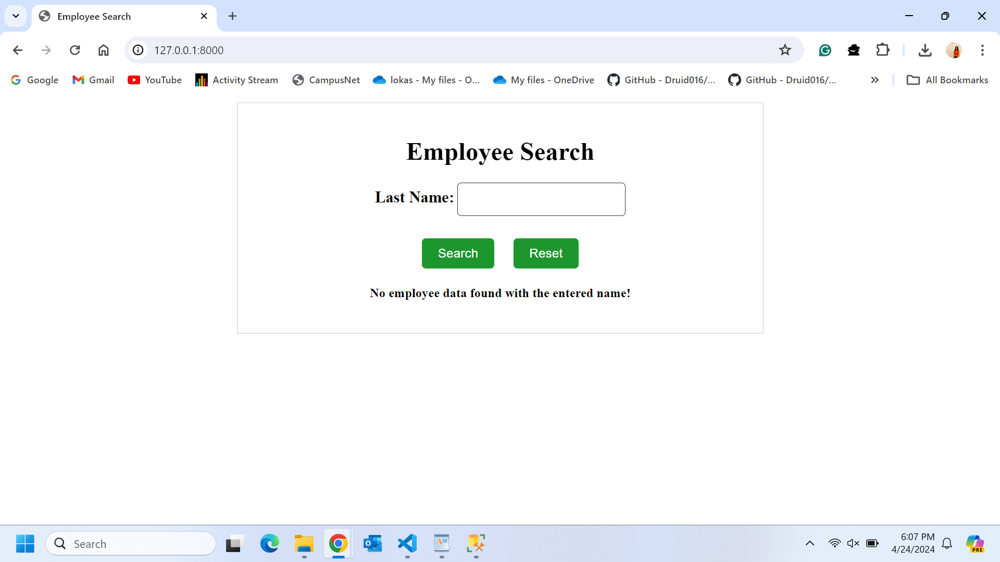 Employee Search
127.0.0.1:8000
Google Gmail YouTube Activity Stream CampusNet lokas - My files - O... My files - OneDrive GitHub - Druid016/... GitHub - Druid016/... All Bookmarks
Employee Search
Last Name:
Search Reset
No employee data found with the entered name!
Search
6:07 PM
4/24/2024
PRE